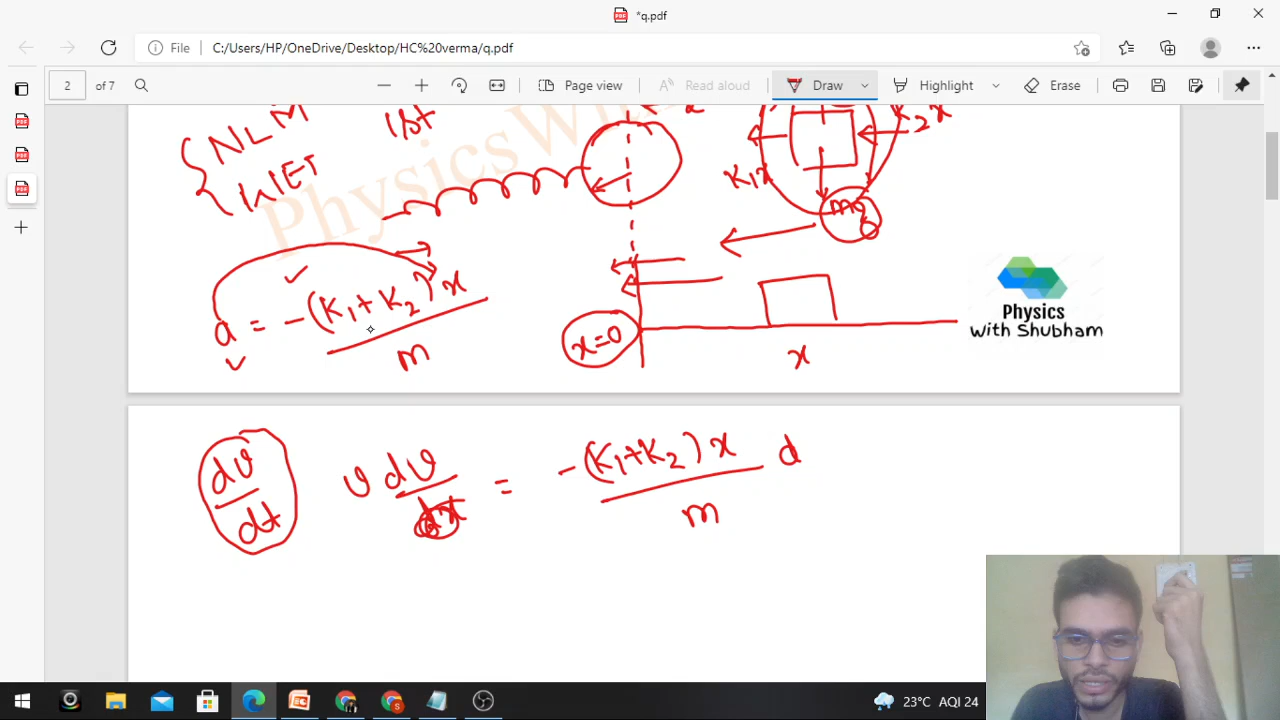 *q.pdf
File C:/Users/HP/OneDrive/Desktop/HC%20verma/q.pdf
2 of 7 Page view Read aloud Draw Highlight Erase
NLM
WET
1st
K₂x
K₁x
mg
PhysicsWith
a = -(K₁+K₂)x / m
x=0
x
Physics
with Shubham
dv/dt v dv/dx = -(K₁+K₂)x / m d
23°C AQI 24